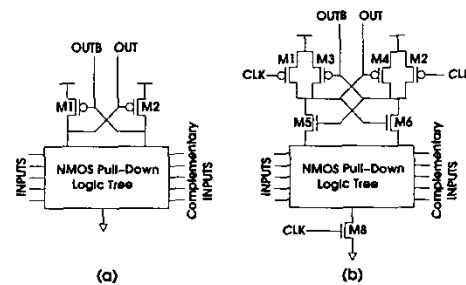 OUTB OUT
M1 M2
INPUTS
NMOS Pull-Down
Logic Tree
Complementary
INPUTS
(a)
OUTB OUT
M1 M3 M4 M2
CLK
CL
M5 M6
INPUTS
NMOS Pull-Down
Logic Tree
Complementary
INPUTS
CLK
M8
(b)